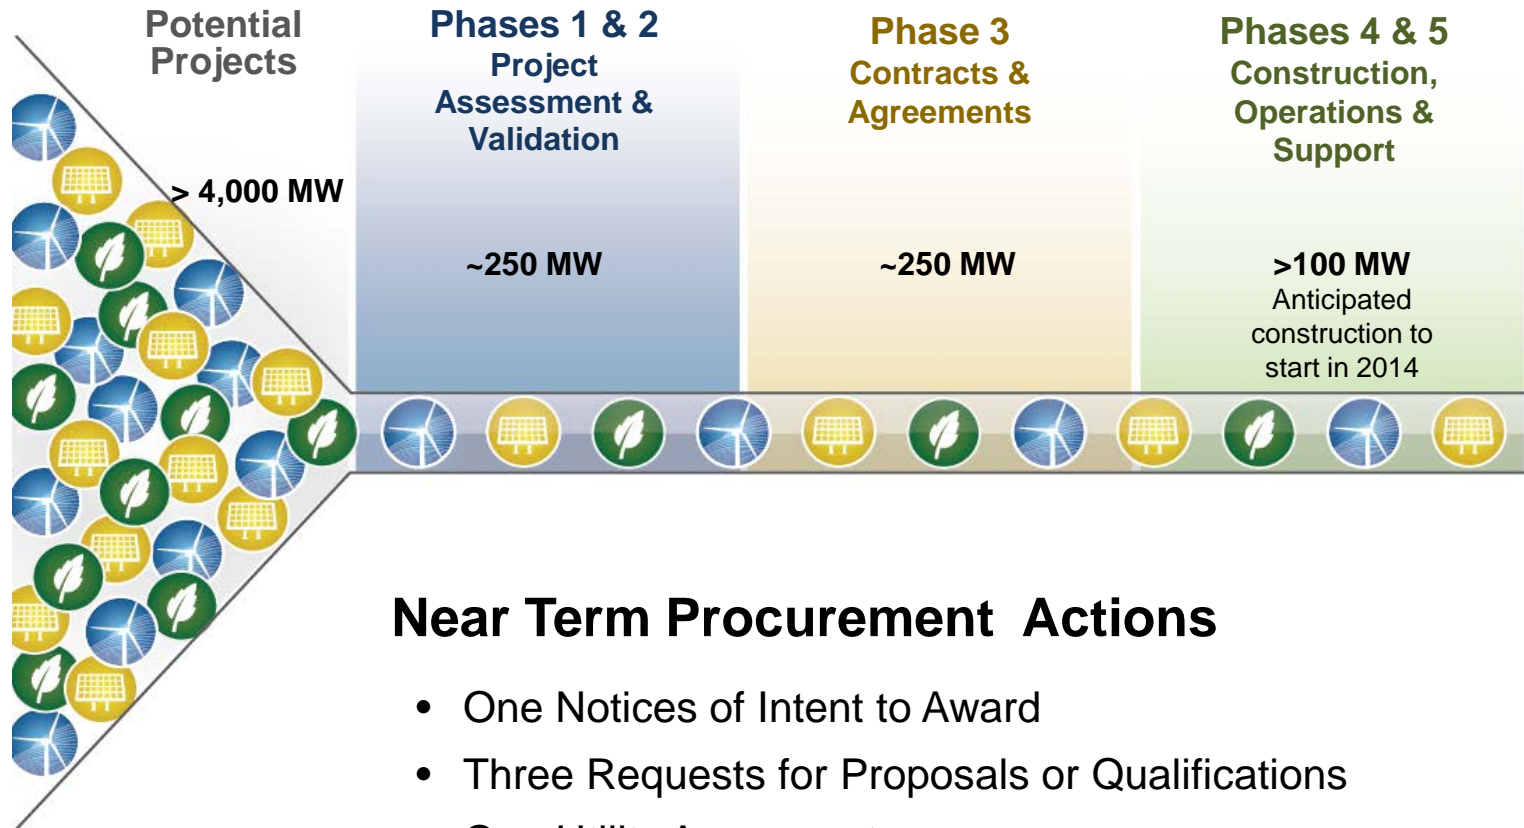 Potential
Projects
> 4,000 MW
Phases 1 & 2
Project
Assessment &
Validation
~250 MW
Phase 3
Contracts &
Agreements
~250 MW
Phases 4 & 5
Construction,
Operations &
Support
>100 MW
Anticipated
construction to
start in 2014
Near Term Procurement  Actions
• One Notices of Intent to Award
• Three Requests for Proposals or Qualifications